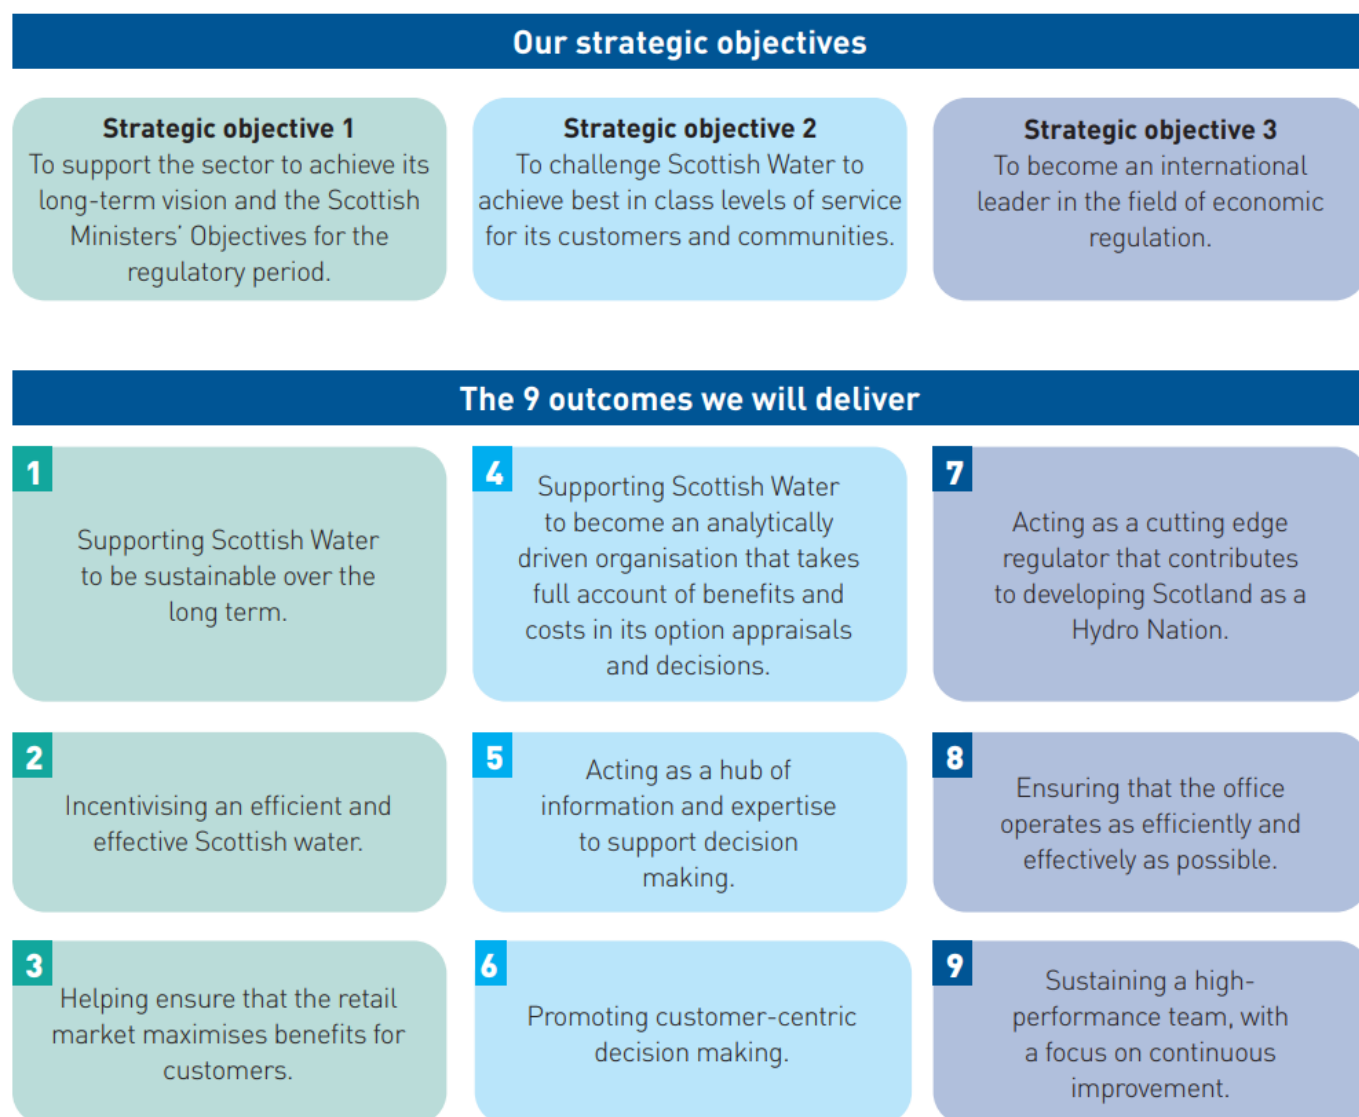 Our strategic objectives
Strategic objective 1
To support the sector to achieve its
long-term vision and the Scottish
Ministers’ Objectives for the
regulatory period.
Strategic objective 2
To challenge Scottish Water to
achieve best in class levels of service
for its customers and communities.
Strategic objective 3
To become an international
leader in the field of economic
regulation.
The 9 outcomes we will deliver
1
Supporting Scottish Water
to be sustainable over the
long term.
4
Supporting Scottish Water
to become an analytically
driven organisation that takes
full account of benefits and
costs in its option appraisals
and decisions.
7
Acting as a cutting edge
regulator that contributes
to developing Scotland as a
Hydro Nation.
2
Incentivising an efficient and
effective Scottish water.
5
Acting as a hub of
information and expertise
to support decision
making.
8
Ensuring that the office
operates as efficiently and
effectively as possible.
3
Helping ensure that the retail
market maximises benefits for
customers.
6
Promoting customer-centric
decision making.
9
Sustaining a high-
performance team, with
a focus on continuous
improvement.